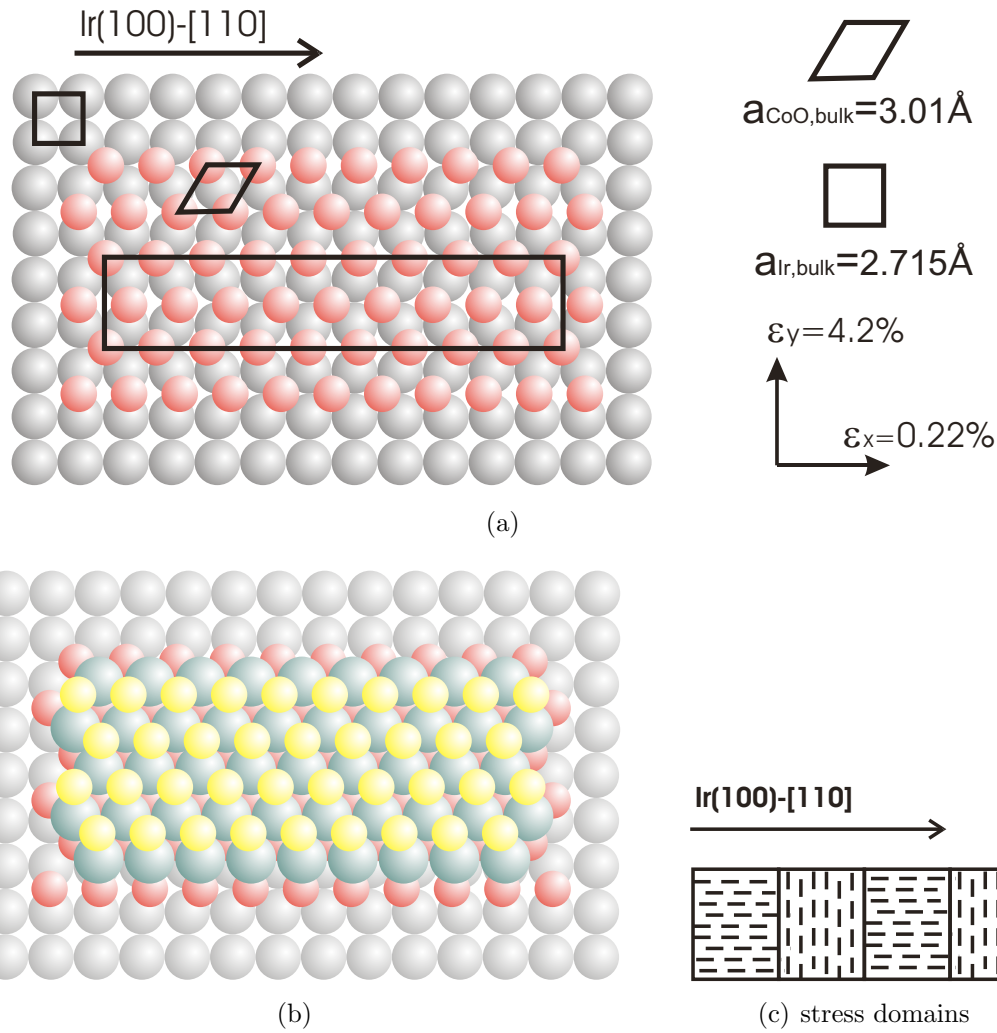 Ir(100)-[110]
aCoO,bulk=3.01Å
aIr,bulk=2.715Å
εy=4.2%
εx=0.22%
(a)
Ir(100)-[110]
(b)
(c) stress domains